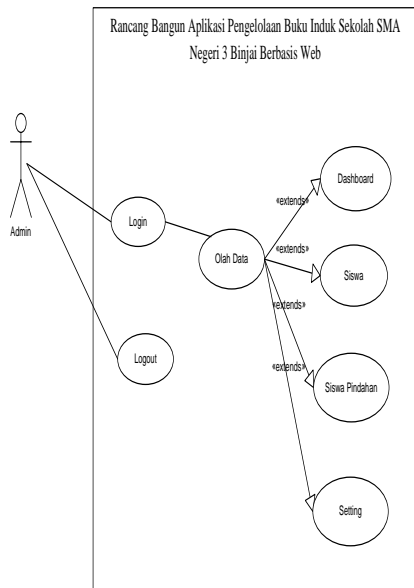 Rancang Bangun Aplikasi Pengelolaan Buku Induk Sekolah SMA
Negeri 3 Binjai Berbasis Web
Dashboard
«extends»
Login
Admin
«extends»
Olah Data
Siswa
«extends»
Logout
«extends»
Siswa Pindahan
Setting